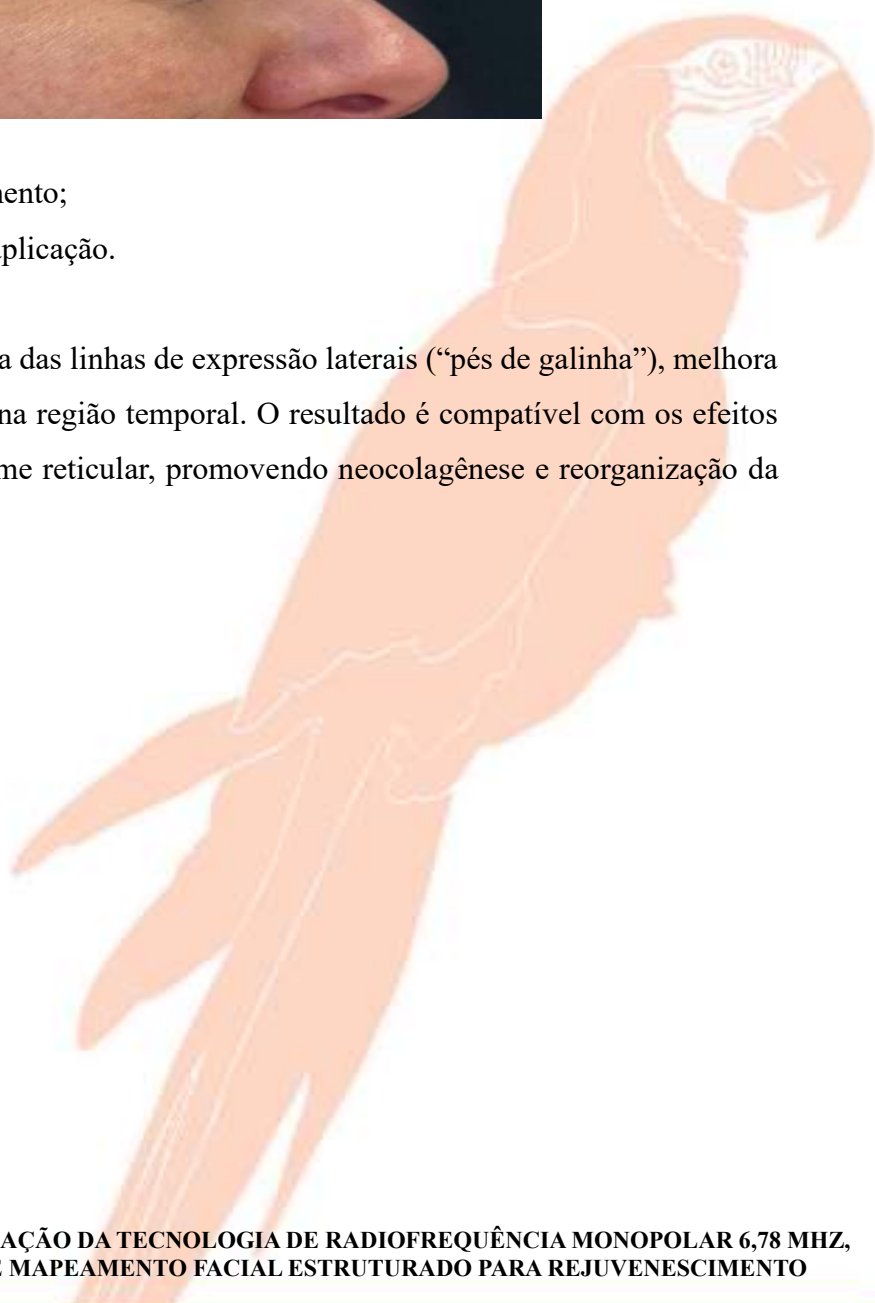 mento;
aplicação.
a das linhas de expressão laterais (“pés de galinha”), melhora
na região temporal. O resultado é compatível com os efeitos
me reticular, promovendo neocolagênese e reorganização da
AÇÃO DA TECNOLOGIA DE RADIOFREQUÊNCIA MONOPOLAR 6,78 MHZ,
E MAPEAMENTO FACIAL ESTRUTURADO PARA REJUVENESCIMENTO